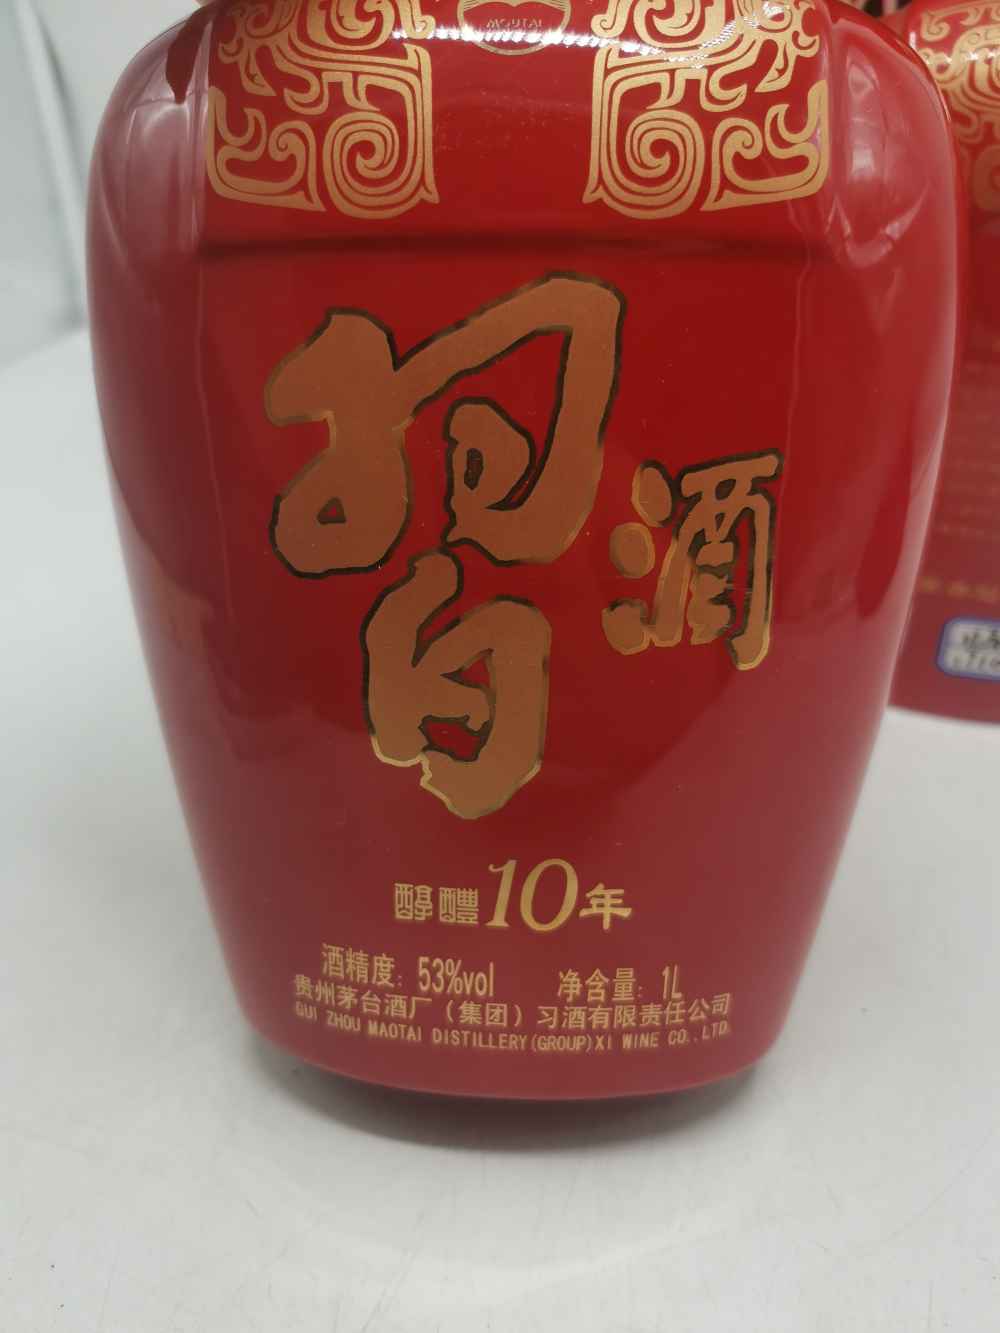 MOUTAI
習酒
醇醲10年
酒精度: 53%vol 净含量: 1L
贵州茅台酒厂（集团）习酒有限责任公司
GUI ZHOU MAOTAI DISTILLERY(GROUP)XI WINE CO.,LTD.